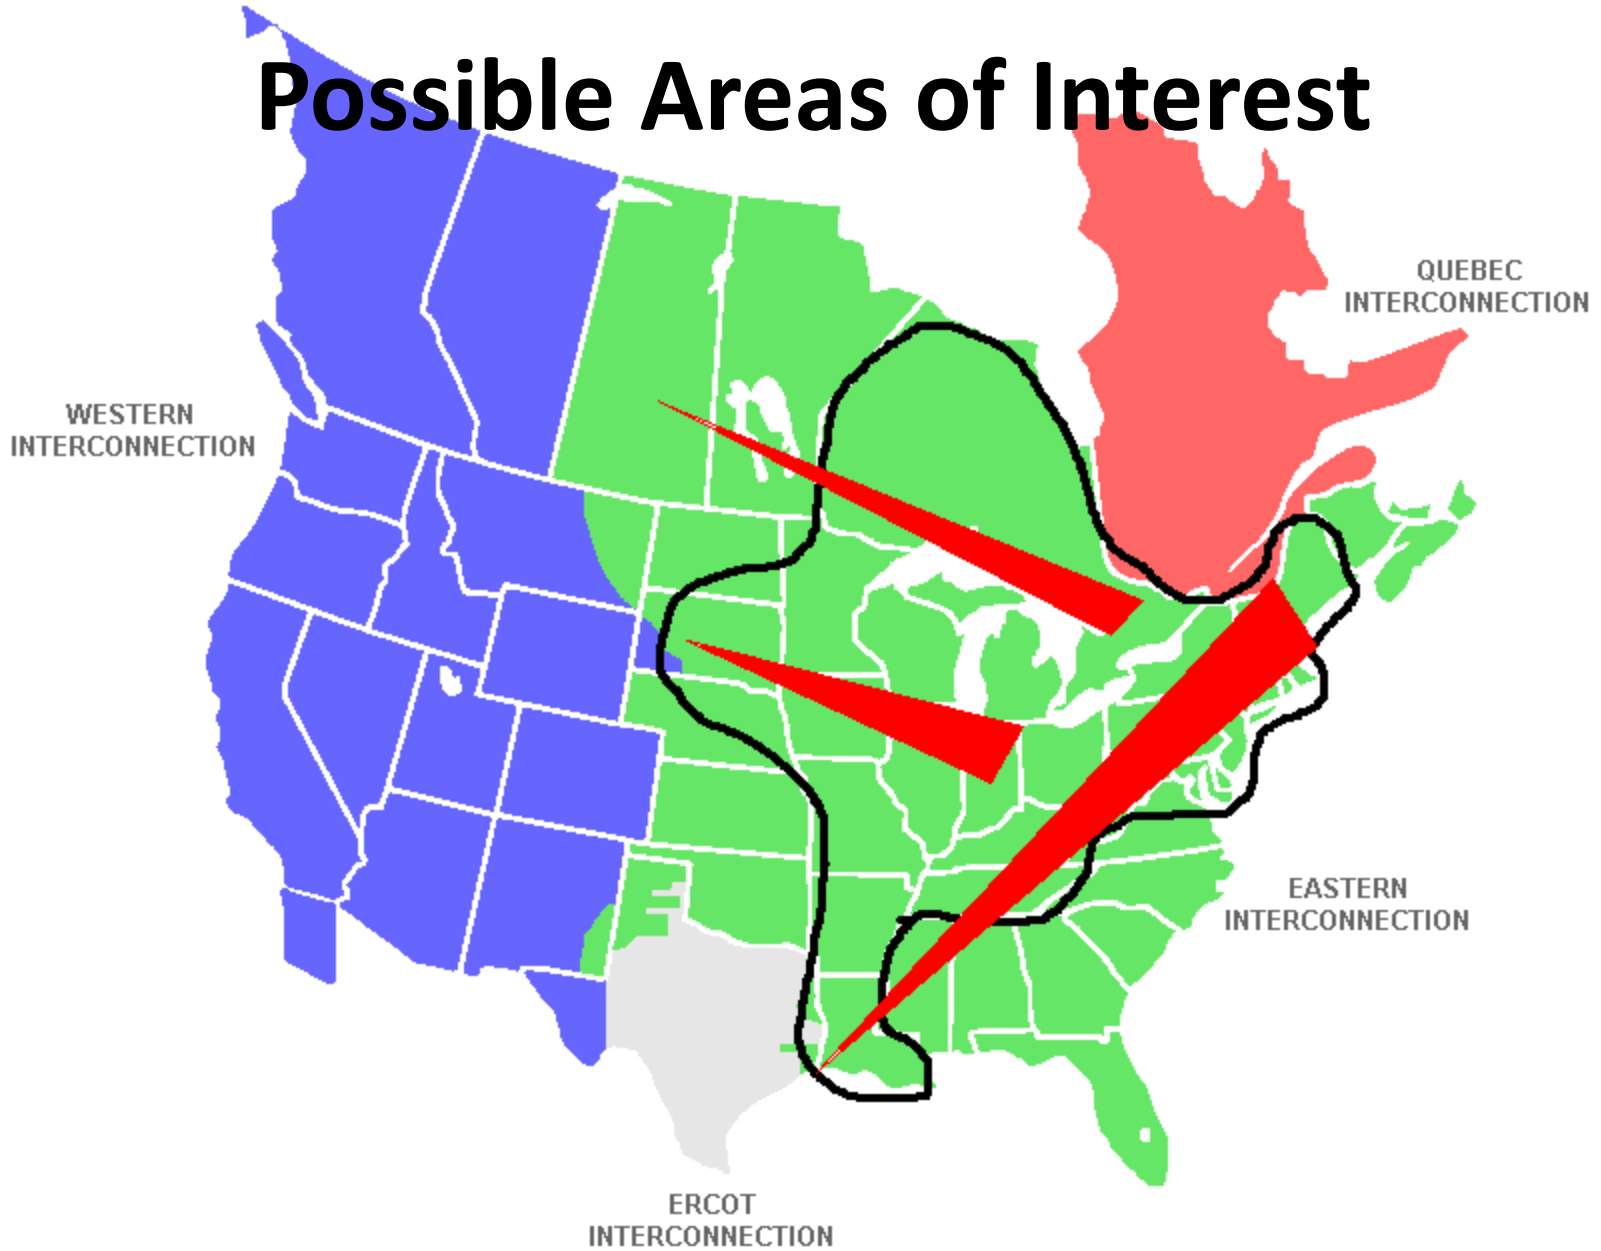 Possible Areas of Interest
QUEBEC
INTERCONNECTION
WESTERN
INTERCONNECTION
EASTERN
INTERCONNECTION
ERCOT
INTERCONNECTION